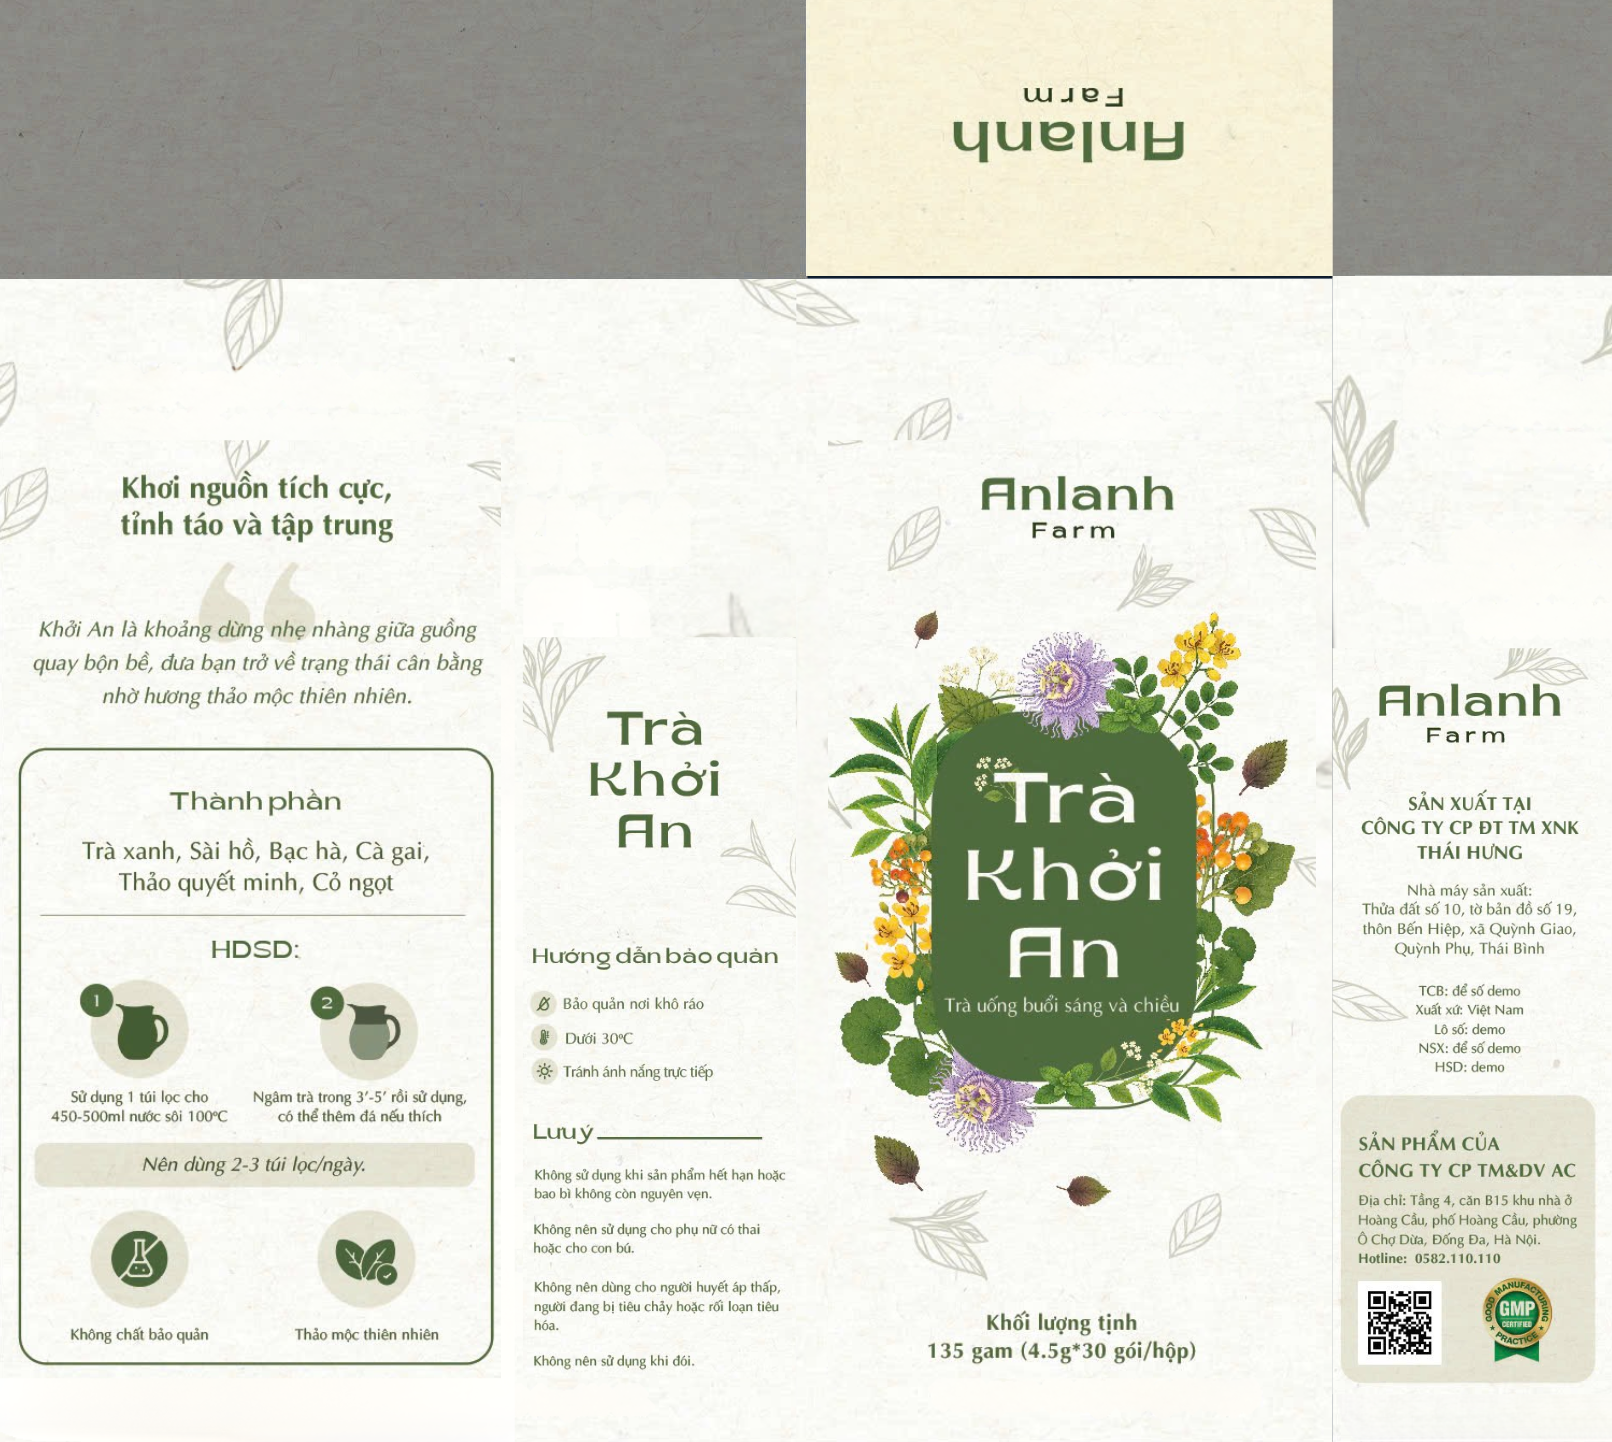 Anlanh
Farm
Khơi nguồn tích cực,
tỉnh táo và tập trung
Khởi An là khoảng dừng nhẹ nhàng giữa guồng
quay bộn bề, đưa bạn trở về trạng thái cân bằng
nhờ hương thảo mộc thiên nhiên.
Thành phần
Trà xanh, Sài hồ, Bạc hà, Cà gai,
Thảo quyết minh, Cỏ ngọt
HDSD:
1
Sử dụng 1 túi lọc cho
450-500ml nước sôi 100ºC
2
Ngâm trà trong 3’-5’ rồi sử dụng,
có thể thêm đá nếu thích
Nên dùng 2-3 túi lọc/ngày.
Không chất bảo quản
Thảo mộc thiên nhiên
Trà
Khởi
An
Hướng dẫn bảo quản
Bảo quản nơi khô ráo
Dưới 30ºC
Tránh ánh nắng trực tiếp
Lưu ý
Không sử dụng khi sản phẩm hết hạn hoặc
bao bì không còn nguyên vẹn.
Không nên sử dụng cho phụ nữ có thai
hoặc cho con bú.
Không nên dùng cho người huyết áp thấp,
người đang bị tiêu chảy hoặc rối loạn tiêu
hóa.
Không nên sử dụng khi đói.
Anlanh
Farm
Trà
Khởi
An
Trà uống buổi sáng và chiều
Khối lượng tịnh
135 gam (4.5g*30 gói/hộp)
Anlanh
Farm
SẢN XUẤT TẠI
CÔNG TY CP ĐT TM XNK
THÁI HƯNG
Nhà máy sản xuất:
Thửa đất số 10, tờ bản đồ số 19,
thôn Bến Hiệp, xã Quỳnh Giao,
Quỳnh Phụ, Thái Bình
TCB: để số demo
Xuất xứ: Việt Nam
Lô số: demo
NSX: để số demo
HSD: demo
SẢN PHẨM CỦA
CÔNG TY CP TM&DV AC
Địa chỉ: Tầng 4, căn B15 khu nhà ở
Hoàng Cầu, phố Hoàng Cầu, phường
Ô Chợ Dừa, Đống Đa, Hà Nội.
Hotline: 0582.110.110
GOOD MANUFACTURING
GMP
CERTIFIED
PRACTICE